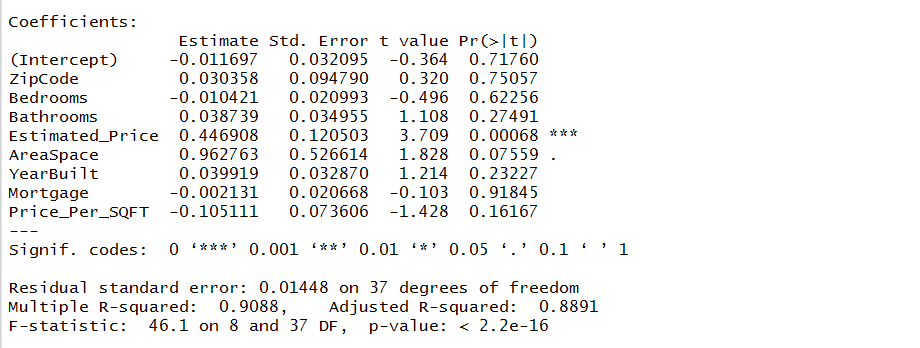 Coefficients:
Estimate Std. Error t value Pr(>|t|)
(Intercept) -0.011697 0.032095 -0.364 0.71760
ZipCode 0.030358 0.094790 0.320 0.75057
Bedrooms -0.010421 0.020993 -0.496 0.62256
Bathrooms 0.038739 0.034955 1.108 0.27491
Estimated_Price 0.446908 0.120503 3.709 0.00068 ***
AreaSpace 0.962763 0.526614 1.828 0.07559 .
YearBuilt 0.039919 0.032870 1.214 0.23227
Mortgage -0.002131 0.020668 -0.103 0.91845
Price_Per_SQFT -0.105111 0.073606 -1.428 0.16167
---
Signif. codes: 0 ‘***’ 0.001 ‘**’ 0.01 ‘*’ 0.05 ‘.’ 0.1 ‘ ’ 1
Residual standard error: 0.01448 on 37 degrees of freedom
Multiple R-squared: 0.9088, Adjusted R-squared: 0.8891
F-statistic: 46.1 on 8 and 37 DF, p-value: < 2.2e-16